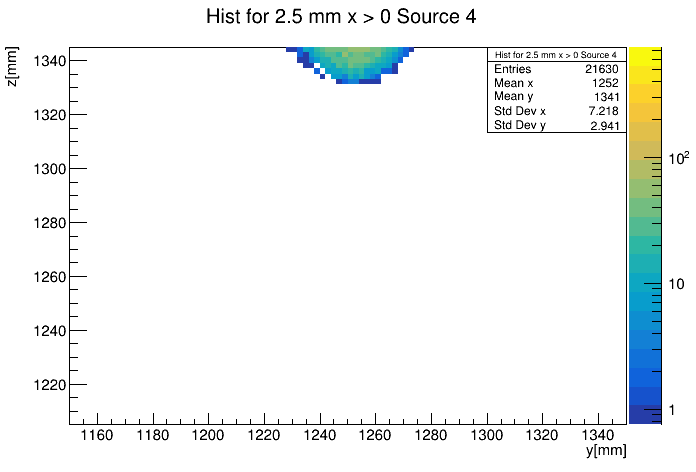 Hist for 2.5 mm x > 0 Source 4
z[mm]
1340
1320
1300
1280
1260
1240
1220
1160 1180 1200 1220 1240 1260 1280 1300 1320 1340
y[mm]
Hist for 2.5 mm x > 0 Source 4
Entries 21630
Mean x 1252
Mean y 1341
Std Dev x 7.218
Std Dev y 2.941
10²
10
1